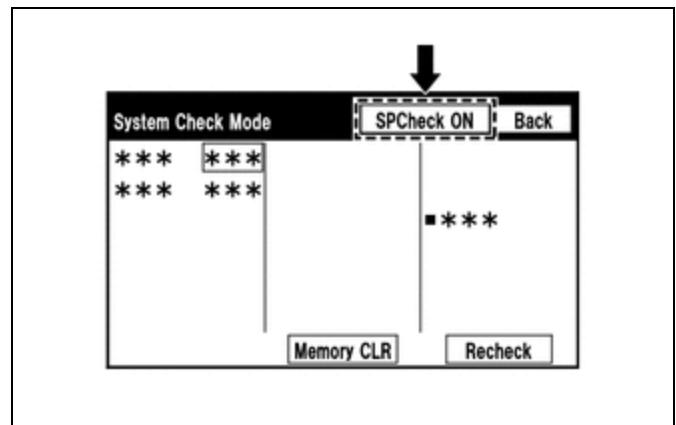 System Check Mode SPCheck ON Back
*** ***
*** ***
■***
Memory CLR Recheck